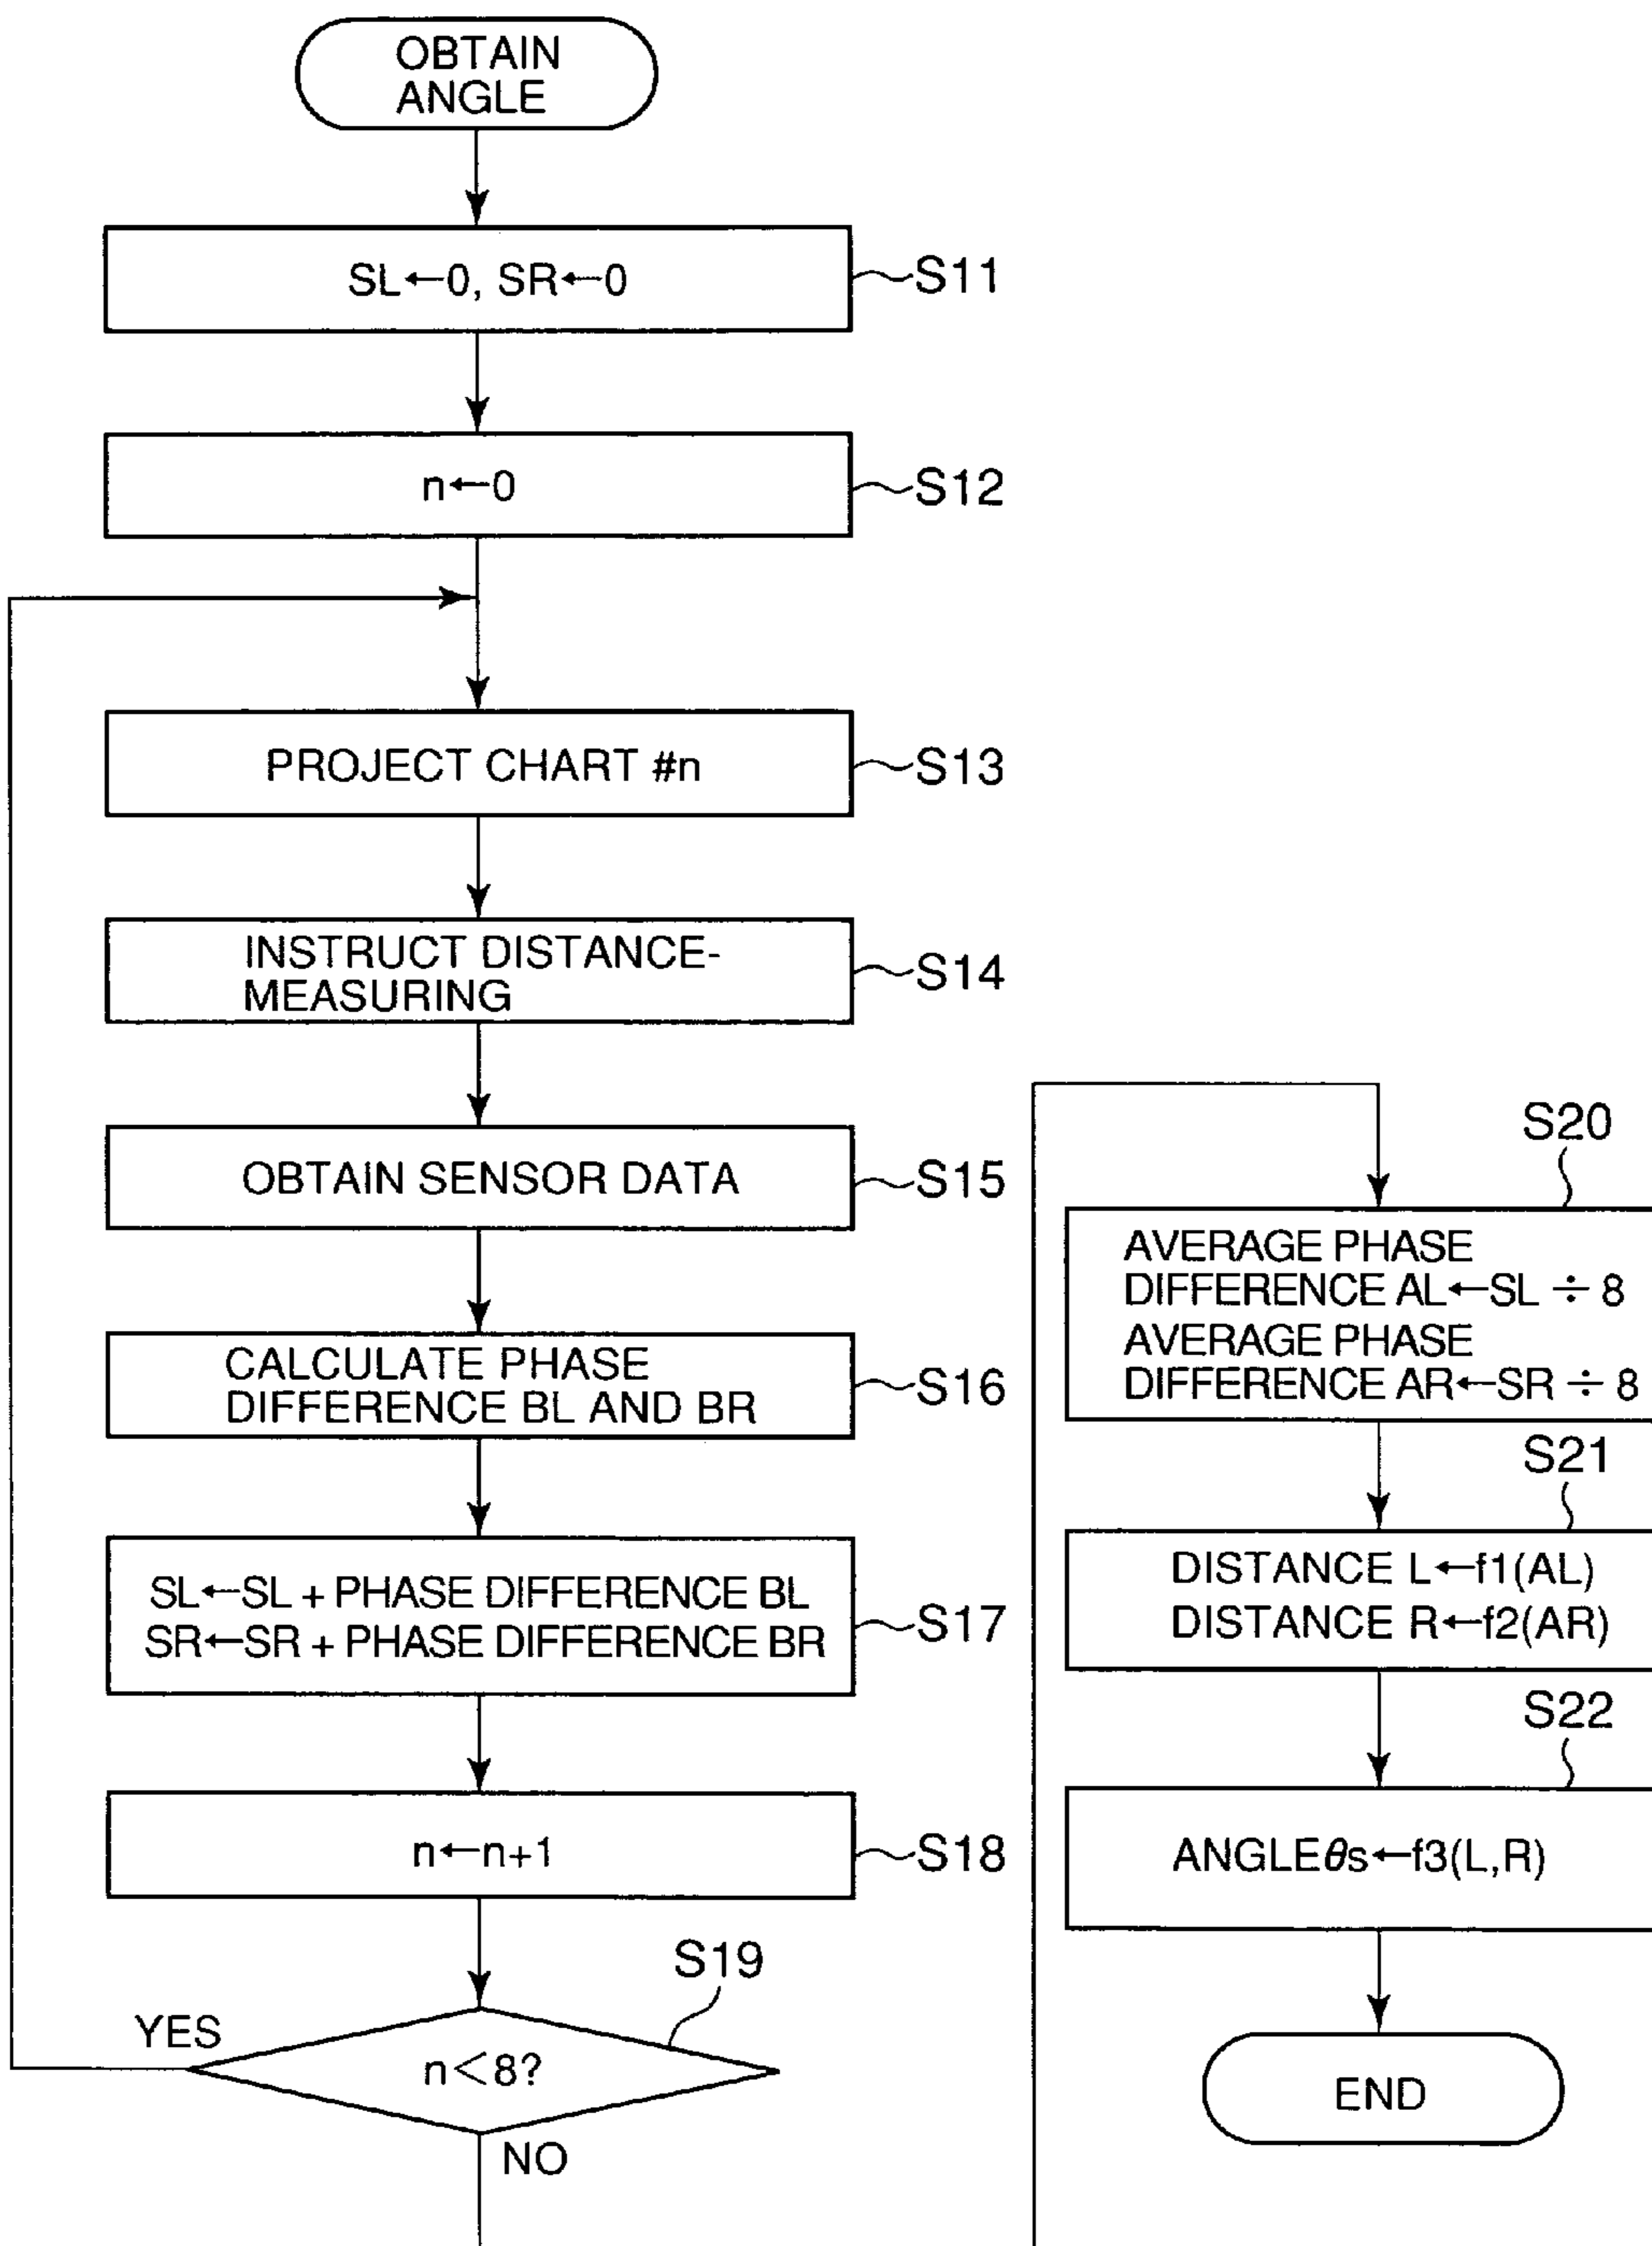 OBTAIN
ANGLE
SL←0, SR←0
S11
n←0
S12
PROJECT CHART #n
S13
INSTRUCT DISTANCE-
MEASURING
S14
OBTAIN SENSOR DATA
S15
CALCULATE PHASE
DIFFERENCE BL AND BR
S16
SL←SL + PHASE DIFFERENCE BL
SR←SR + PHASE DIFFERENCE BR
S17
n←n+1
S18
S19
YES
n<8?
NO
S20
AVERAGE PHASE
DIFFERENCE AL←SL ÷ 8
AVERAGE PHASE
DIFFERENCE AR←SR ÷ 8
S21
DISTANCE L←f1(AL)
DISTANCE R←f2(AR)
S22
ANGLEθs←f3(L,R)
END